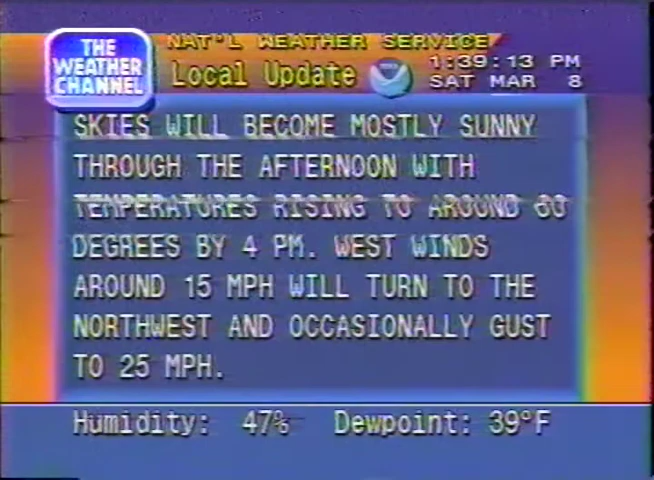 THE
WEATHER
CHANNEL
NAT'L WEATHER SERVICE
Local Update
1:39:13 PM
SAT MAR 8
SKIES WILL BECOME MOSTLY SUNNY
THROUGH THE AFTERNOON WITH
TEMPERATURES RISING TO AROUND 60
DEGREES BY 4 PM. WEST WINDS
AROUND 15 MPH WILL TURN TO THE
NORTHWEST AND OCCASIONALLY GUST
TO 25 MPH.
Humidity: 47% Dewpoint: 39°F